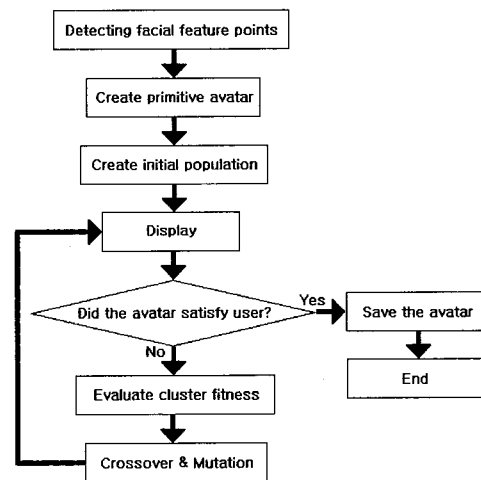 Detecting facial feature points
Create primitive avatar
Create initial population
Display
Did the avatar satisfy user?
Yes
Save the avatar
No
End
Evaluate cluster fitness
Crossover & Mutation